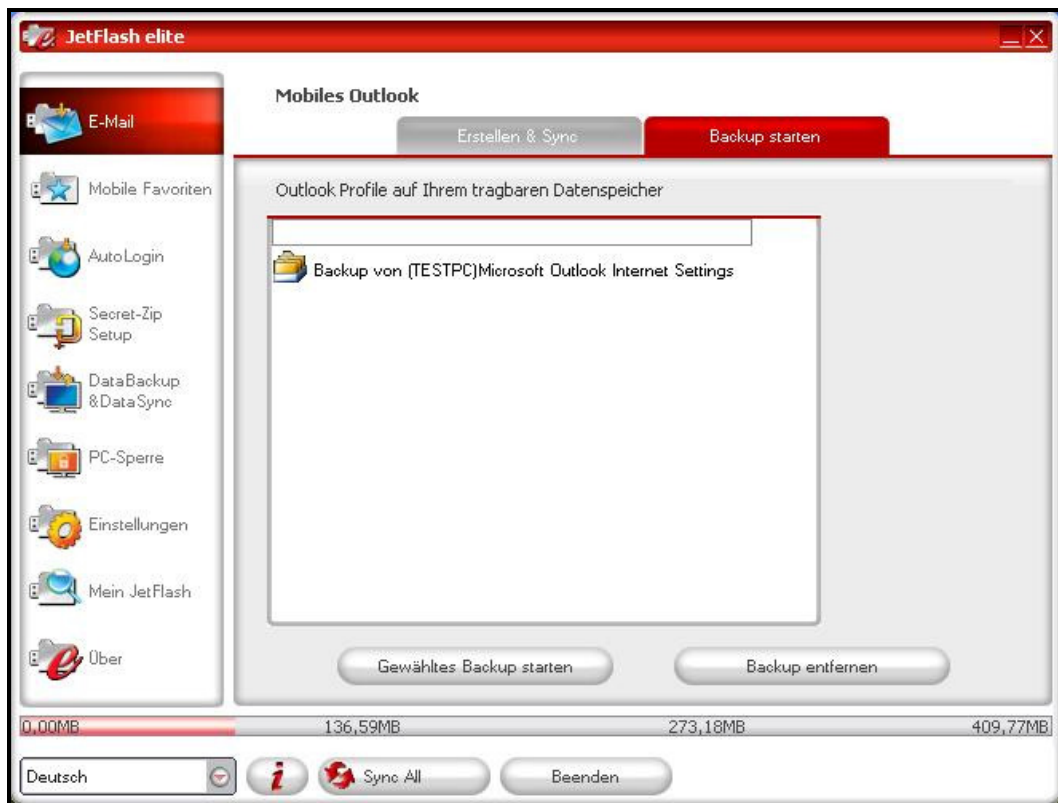 JetFlash elite
E-Mail
Mobile Favoriten
AutoLogin
Secret-Zip
Setup
DataBackup
&DataSync
PC-Sperre
Einstellungen
Mein JetFlash
Über
Mobiles Outlook
Erstellen & Sync
Backup starten
Outlook Profile auf Ihrem tragbaren Datenspeicher
Backup von (TESTPC)Microsoft Outlook Internet Settings
Gewähltes Backup starten
Backup entfernen
0,00MB 136,59MB 273,18MB 409,77MB
Deutsch
i
Sync All
Beenden